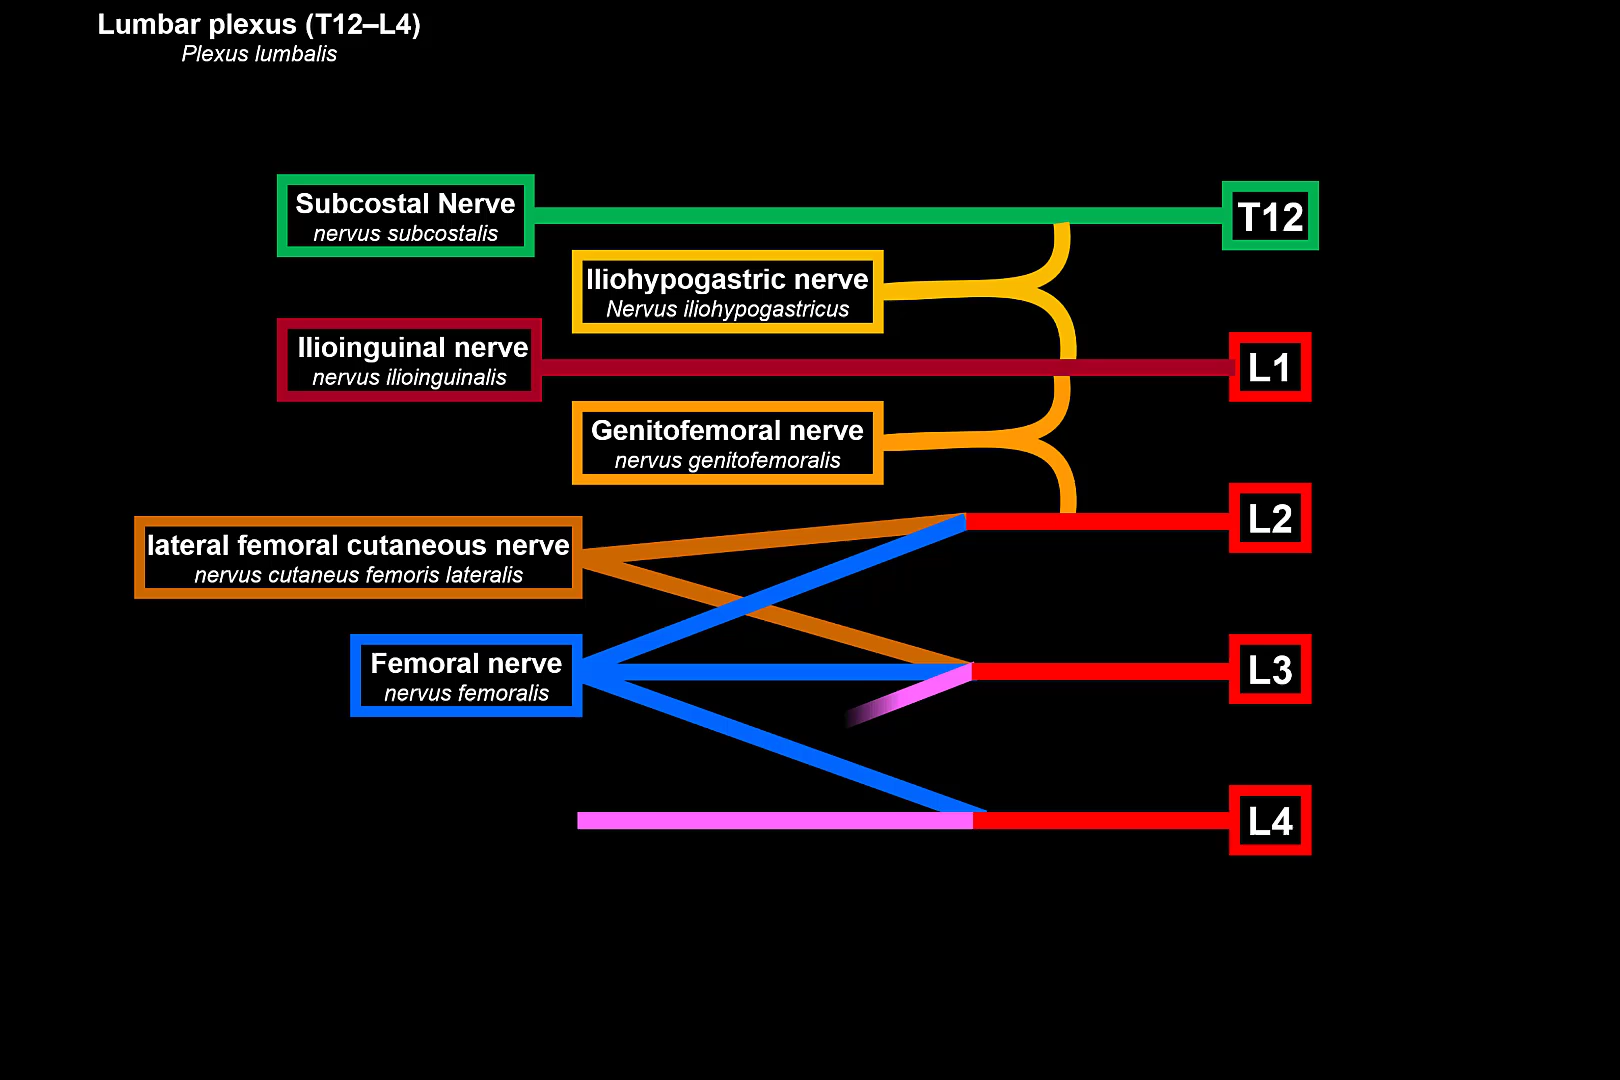 Lumbar plexus (T12–L4)
Plexus lumbalis
Subcostal Nerve
nervus subcostalis
T12
Iliohypogastric nerve
Nervus iliohypogastricus
Ilioinguinal nerve
nervus ilioinguinalis
L1
Genitofemoral nerve
nervus genitofemoralis
L2
lateral femoral cutaneous nerve
nervus cutaneus femoris lateralis
Femoral nerve
nervus femoralis
L3
L4